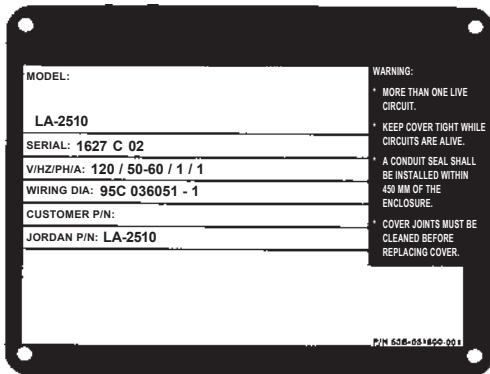 MODEL:
LA-2510
SERIAL: 1627 C 02
V/HZ/PH/A: 120 / 50-60 / 1 / 1
WIRING DIA: 95C 036051 - 1
CUSTOMER P/N:
JORDAN P/N: LA-2510
WARNING:
* MORE THAN ONE LIVE
CIRCUIT.
* KEEP COVER TIGHT WHILE
CIRCUITS ARE ALIVE.
* A CONDUIT SEAL SHALL
BE INSTALLED WITHIN
450 MM OF THE
ENCLOSURE.
* COVER JOINTS MUST BE
CLEANED BEFORE
REPLACING COVER.
P/N